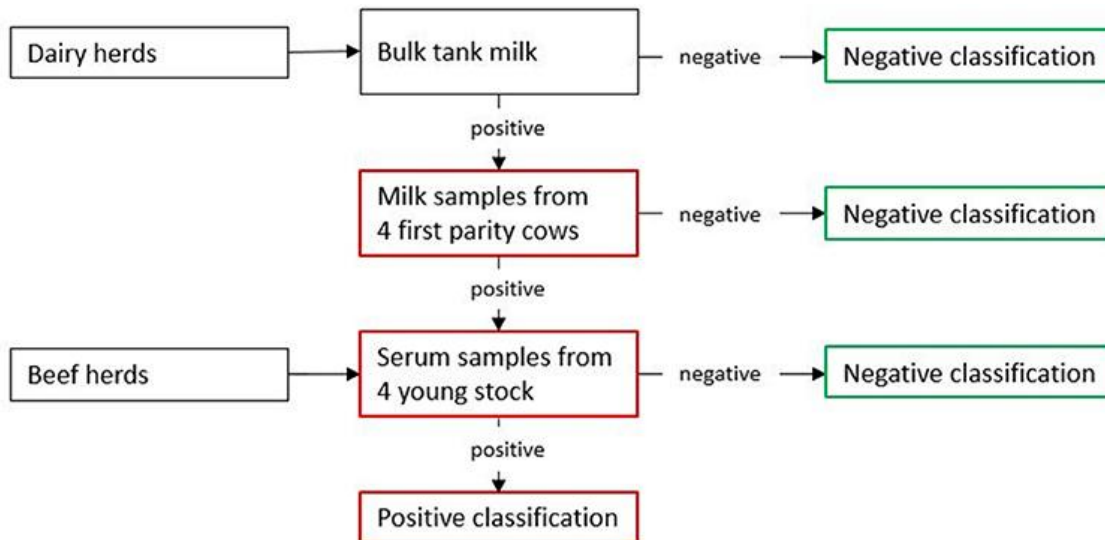 Dairy herds
Bulk tank milk
negative
Negative classification
positive
Milk samples from
4 first parity cows
negative
Negative classification
positive
Beef herds
Serum samples from
4 young stock
negative
Negative classification
positive
Positive classification